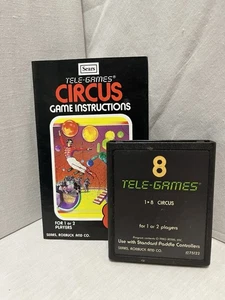 Sears
TELE-GAMES®
CIRCUS
GAME INSTRUCTIONS
FOR 1 or 2
PLAYERS
SEARS, ROEBUCK AND CO.
8
TELE-GAMES®
1 • 8 CIRCUS
for 1 or 2 players
Use with Standard Paddle Controllers
SEARS, ROEBUCK AND CO.